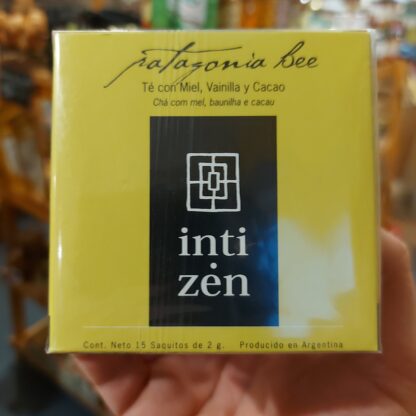 patagonia bee
Té con Miel, Vainilla y Cacao
Chá com mel, baunilha e cacau
inti
zėn
Cont. Neto 15 Saquitos de 2 g. Producido en Argentina